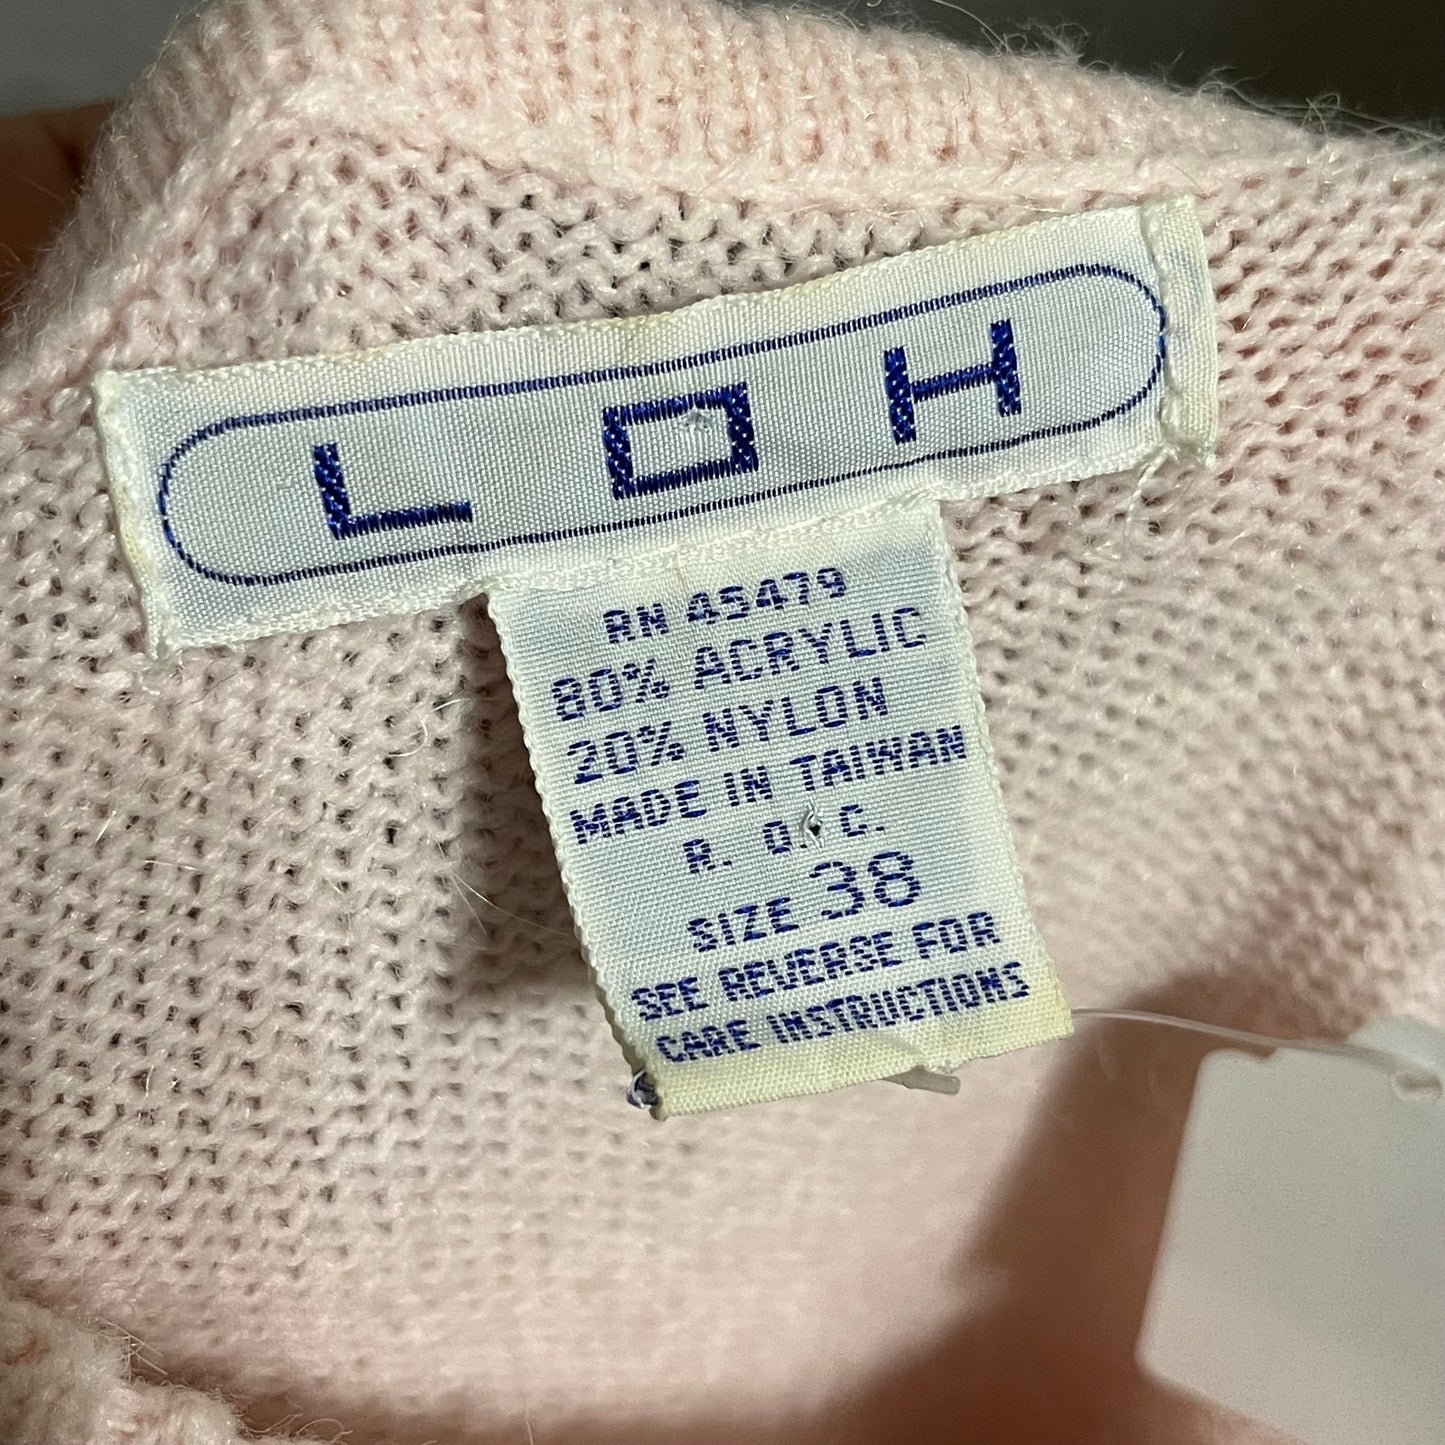 LOH
RN 45479
80% ACRYLIC
20% NYLON
MADE IN TAIWAN
R. O. C.
SIZE 38
SEE REVERSE FOR
CARE INSTRUCTIONS